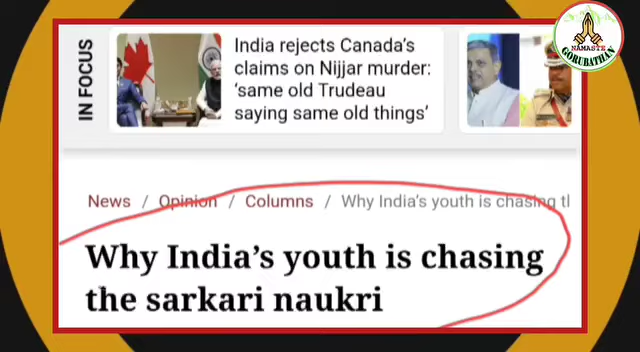 IN FOCUS
India rejects Canada's
claims on Nijjar murder:
'same old Trudeau
saying same old things'
NAMASTE
GORUBATHAN
News / Opinion / Columns / Why India's youth is chasing tl
Why India's youth is chasing
the sarkari naukri